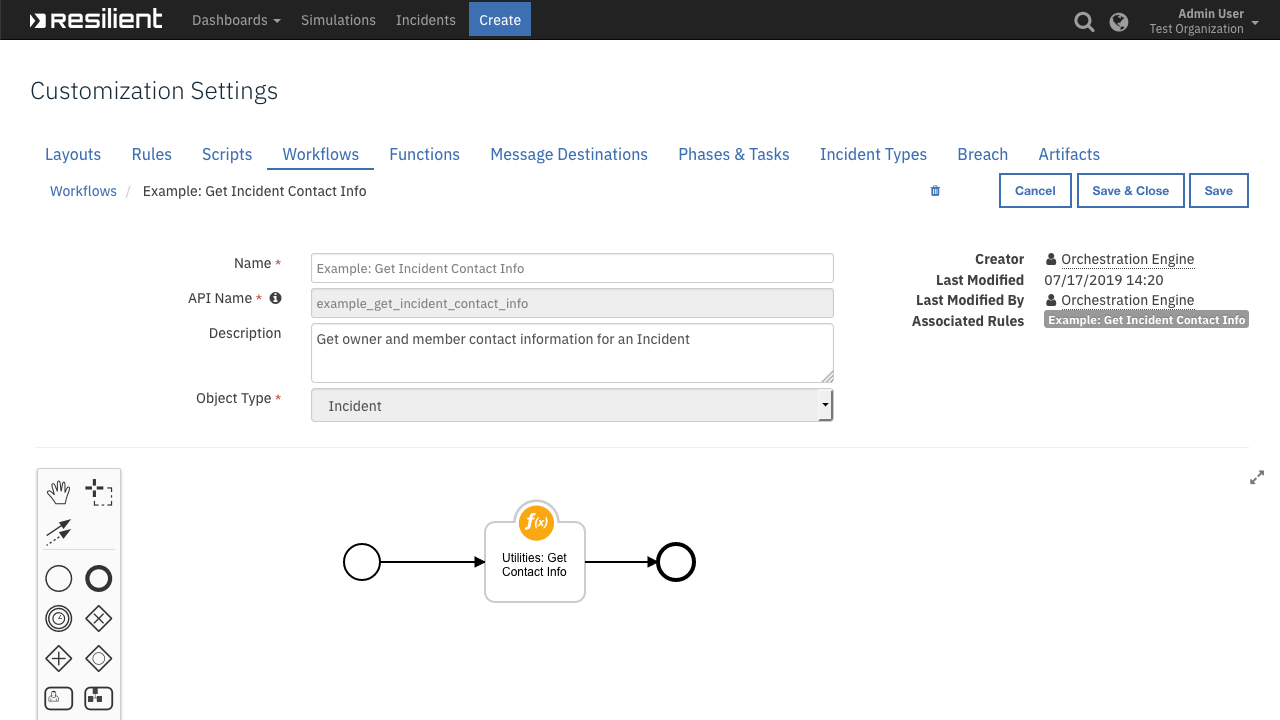 resilient Dashboards Simulations Incidents Create Admin User
Test Organization
Customization Settings
Layouts Rules Scripts Workflows Functions Message Destinations Phases & Tasks Incident Types Breach Artifacts
Workflows / Example: Get Incident Contact Info Cancel Save & Close Save
Name * Example: Get Incident Contact Info
API Name * example_get_incident_contact_info
Description Get owner and member contact information for an Incident
Object Type * Incident
Creator Orchestration Engine
Last Modified 07/17/2019 14:20
Last Modified By Orchestration Engine
Associated Rules Example: Get Incident Contact Info
f(x)
Utilities: Get
Contact Info